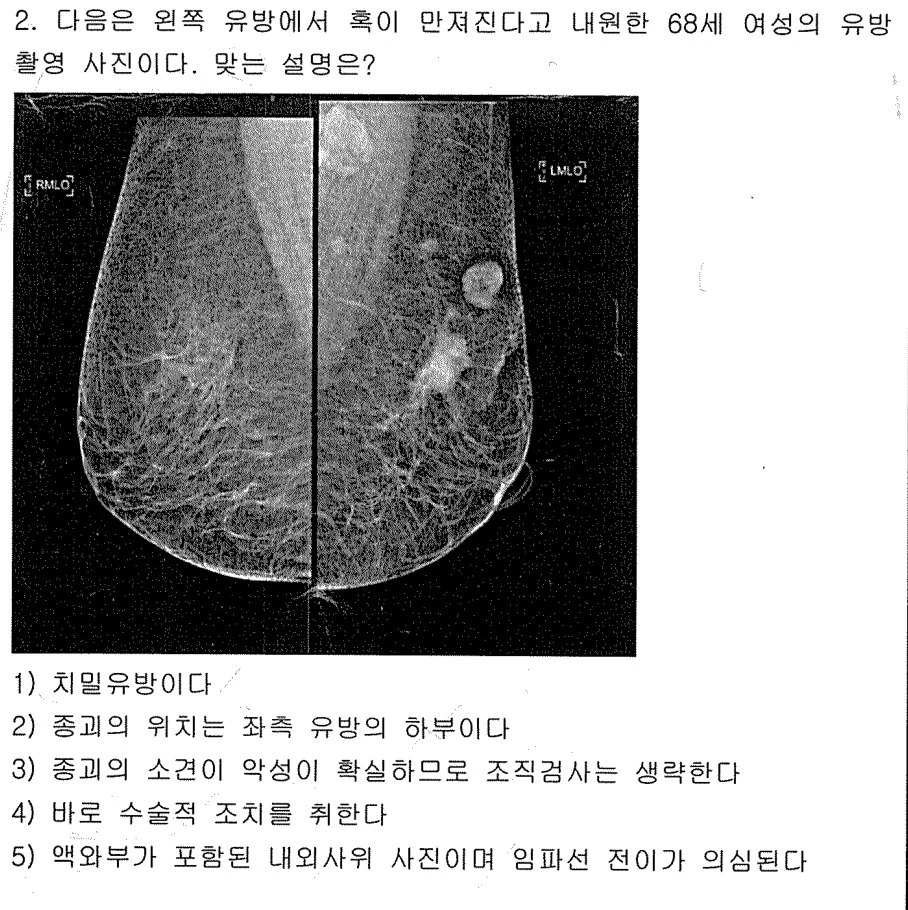 2. 다음은 왼쪽 유방에서 혹이 만져진다고 내원한 68세 여성의 유방
촬영 사진이다. 맞는 설명은?
RMLO
LMLO
1) 치밀유방이다
2) 종괴의 위치는 좌측 유방의 하부이다
3) 종괴의 소견이 악성이 확실하므로 조직검사는 생략한다
4) 바로 수술적 조치를 취한다
5) 액와부가 포함된 내외사위 사진이며 임파선 전이가 의심된다